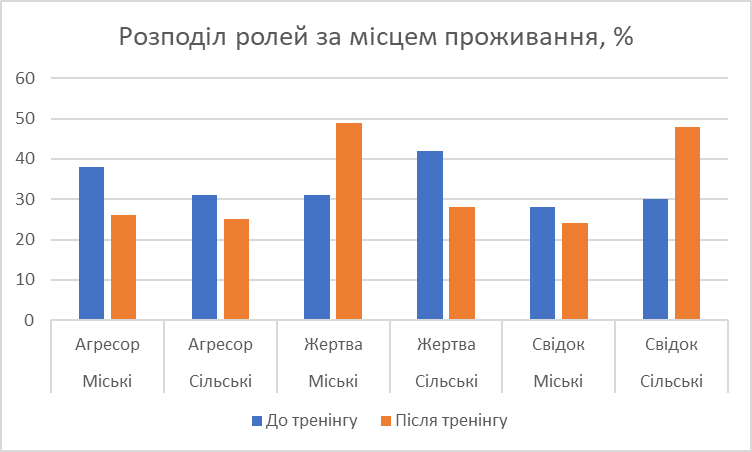 Розподіл ролей за місцем проживання, %
60
50
40
30
20
10
0
Агресор Агресор Жертва Жертва Свідок Свідок
Міські Сільські Міські Сільські Міські Сільські
До тренінгу Після тренінгу